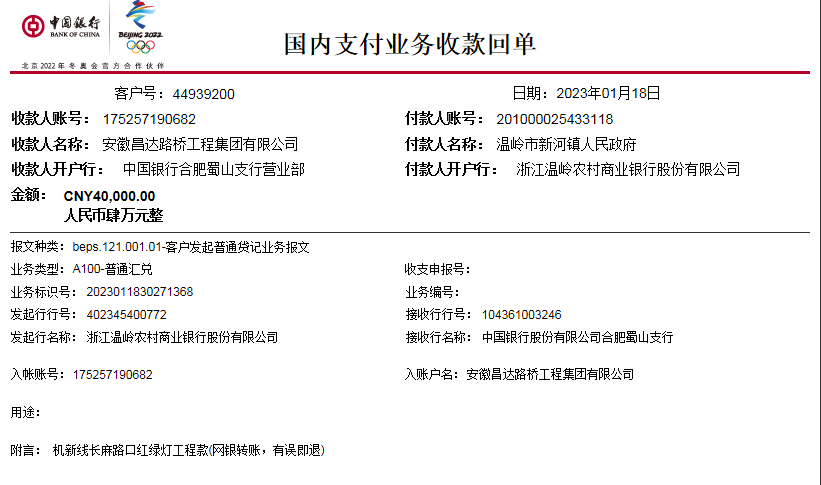 中国银行
BANK OF CHINA
BEIJING 2022
北京2022年冬奥会官方合作伙伴
国内支付业务收款回单
客户号：44939200 日期：2023年01月18日
收款人账号：175257190682 付款人账号：201000025433118
收款人名称：安徽昌达路桥工程集团有限公司 付款人名称：温岭市新河镇人民政府
收款人开户行：中国银行合肥蜀山支行营业部 付款人开户行：浙江温岭农村商业银行股份有限公司
金额：CNY40,000.00
人民币肆万元整
报文种类：beps.121.001.01-客户发起普通贷记业务报文
业务类型：A100-普通汇兑 收支申报号：
业务标识号：2023011830271368 业务编号：
发起行行号：402345400772 接收行行号：104361003246
发起行名称：浙江温岭农村商业银行股份有限公司 接收行名称：中国银行股份有限公司合肥蜀山支行
入帐账号：175257190682 入账户名：安徽昌达路桥工程集团有限公司
用途：
附言：机新线长麻路口红绿灯工程款(网银转账，有误即退)